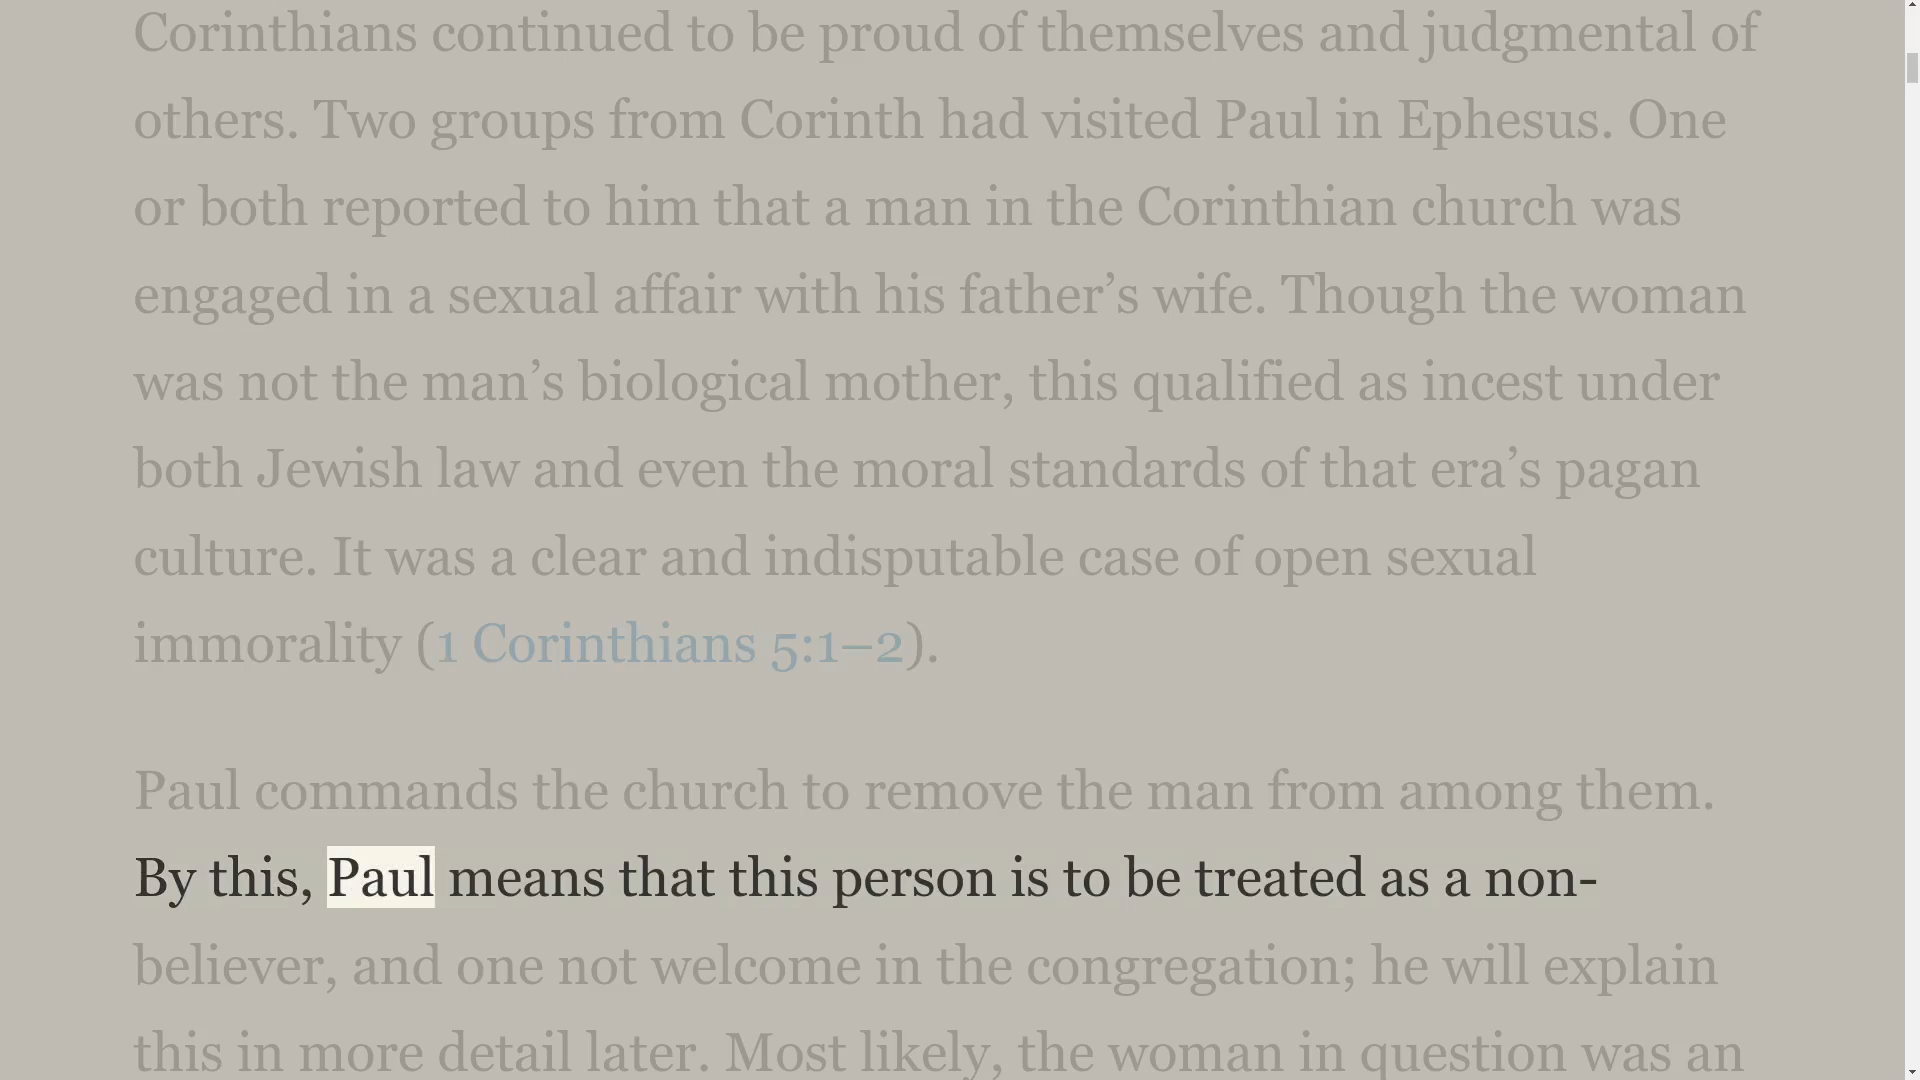 Corinthians continued to be proud of themselves and judgmental of
others. Two groups from Corinth had visited Paul in Ephesus. One
or both reported to him that a man in the Corinthian church was
engaged in a sexual affair with his father’s wife. Though the woman
was not the man’s biological mother, this qualified as incest under
both Jewish law and even the moral standards of that era’s pagan
culture. It was a clear and indisputable case of open sexual
immorality (1 Corinthians 5:1–2).
Paul commands the church to remove the man from among them.
By this, Paul means that this person is to be treated as a non-
believer, and one not welcome in the congregation; he will explain
this in more detail later. Most likely, the woman in question was an